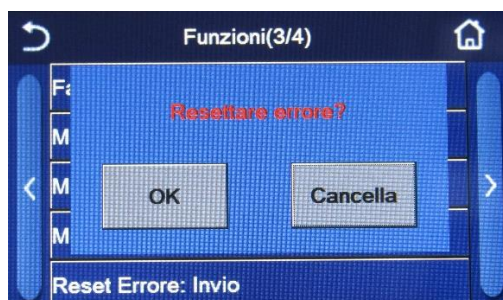 Funzioni(3/4)
Resettare errore?
M
M
OK
Cancella
M
Reset Errore: Invio